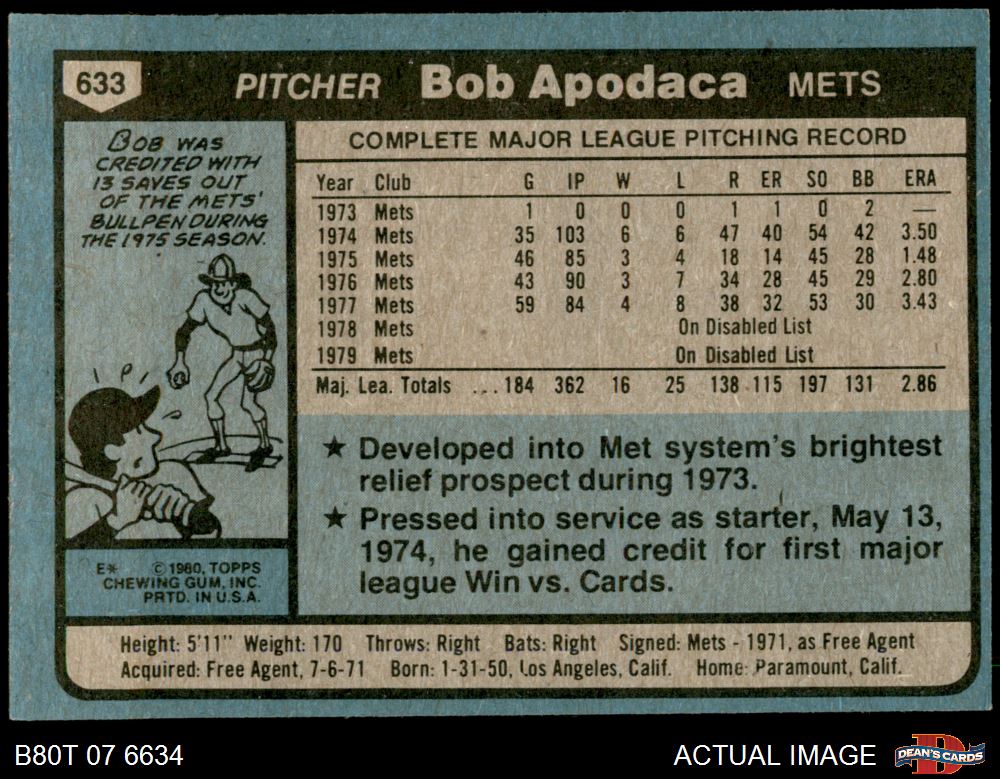 633 PITCHER Bob Apodaca METS
BOB WAS
CREDITED WITH
13 SAVES OUT
OF THE METS'
BULLPEN DURING
THE 1975 SEASON.
COMPLETE MAJOR LEAGUE PITCHING RECORD
Year Club G IP W L R ER SO BB ERA
1973 Mets 1 0 0 0 1 1 0 2 —
1974 Mets 35 103 6 6 47 40 54 42 3.50
1975 Mets 46 85 3 4 18 14 45 28 1.48
1976 Mets 43 90 3 7 34 28 45 29 2.80
1977 Mets 59 84 4 8 38 32 53 30 3.43
1978 Mets On Disabled List
1979 Mets On Disabled List
Maj. Lea. Totals ...184 362 16 25 138 115 197 131 2.86
★ Developed into Met system's brightest
relief prospect during 1973.
★ Pressed into service as starter, May 13,
1974, he gained credit for first major
league Win vs. Cards.
E* © 1980, TOPPS
CHEWING GUM, INC.
PRTD. IN U.S.A.
Height: 5'11" Weight: 170 Throws: Right Bats: Right Signed: Mets - 1971, as Free Agent
Acquired: Free Agent, 7-6-71 Born: 1-31-50, Los Angeles, Calif. Home: Paramount, Calif.
B80T 07 6634 ACTUAL IMAGE DEAN'S CARDS